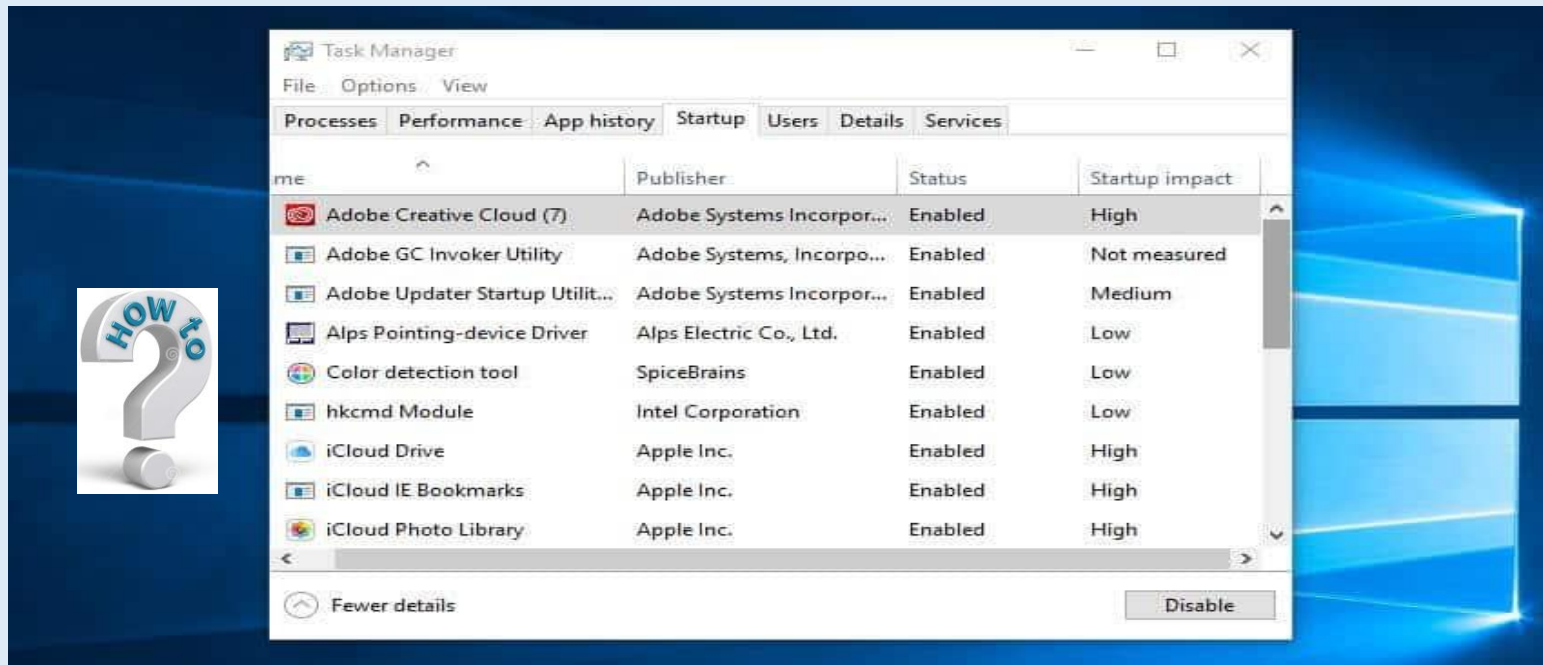 Task Manager
File Options View
Processes Performance App history Startup Users Details Services
me Publisher Status Startup impact
Adobe Creative Cloud (7) Adobe Systems Incorpor... Enabled High
Adobe GC Invoker Utility Adobe Systems, Incorpo... Enabled Not measured
Adobe Updater Startup Utilit... Adobe Systems Incorpor... Enabled Medium
Alps Pointing-device Driver Alps Electric Co., Ltd. Enabled Low
Color detection tool SpiceBrains Enabled Low
hkcmd Module Intel Corporation Enabled Low
iCloud Drive Apple Inc. Enabled High
iCloud IE Bookmarks Apple Inc. Enabled High
iCloud Photo Library Apple Inc. Enabled High
Fewer details Disable
HOW to